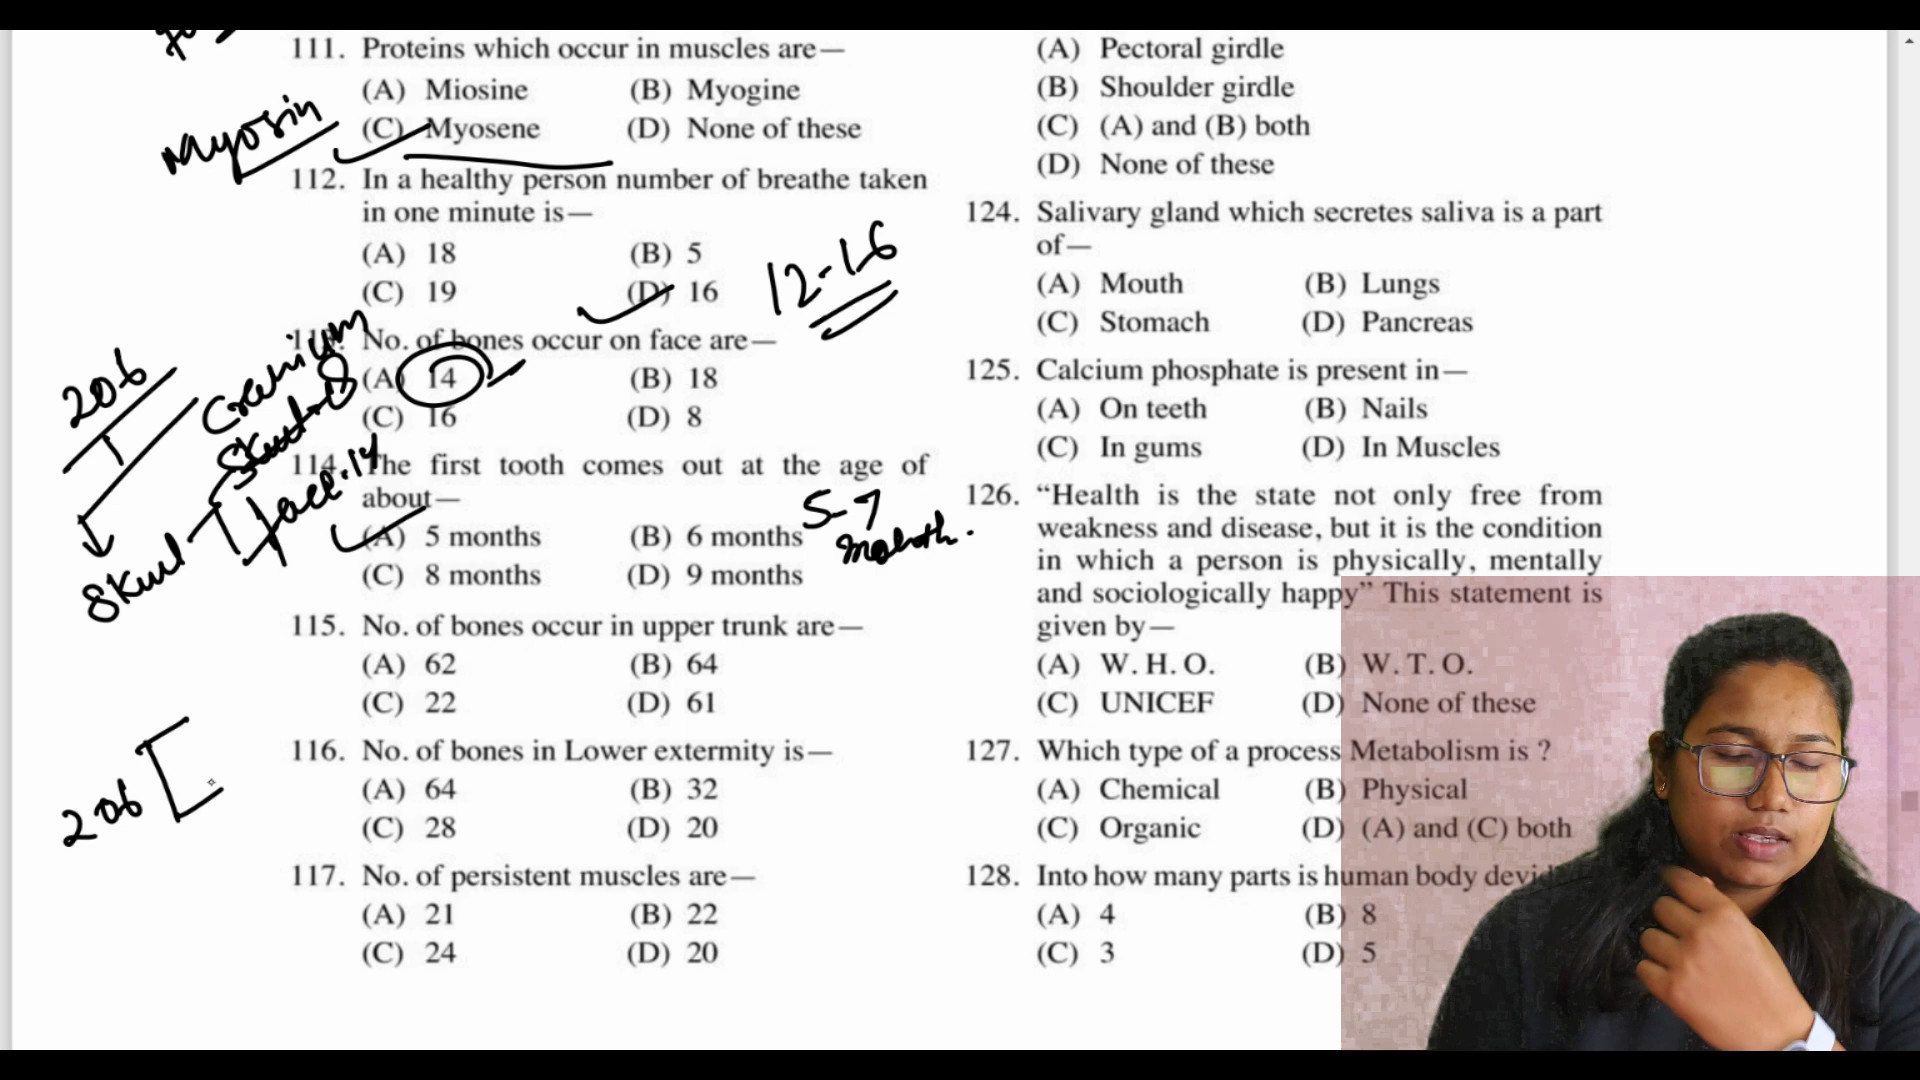 111. Proteins which occur in muscles are—
(A) Miosine (B) Myogine
(C) Myosene (D) None of these
Myosin
112. In a healthy person number of breathe taken
in one minute is—
(A) 18 (B) 5
(C) 19 (D) 16
12-16
No. of bones occur on face are—
(A) 14 (B) 18
(C) 16 (D) 8
206
Cranium
Skul-8
face-14
Skul
114. The first tooth comes out at the age of
about—
(A) 5 months (B) 6 months
(C) 8 months (D) 9 months
5-7
115. No. of bones occur in upper trunk are—
(A) 62 (B) 64
(C) 22 (D) 61
116. No. of bones in Lower extermity is—
(A) 64 (B) 32
(C) 28 (D) 20
206
117. No. of persistent muscles are—
(A) 21 (B) 22
(C) 24 (D) 20
(A) Pectoral girdle
(B) Shoulder girdle
(C) (A) and (B) both
(D) None of these
124. Salivary gland which secretes saliva is a part
of—
(A) Mouth (B) Lungs
(C) Stomach (D) Pancreas
125. Calcium phosphate is present in—
(A) On teeth (B) Nails
(C) In gums (D) In Muscles
126. “Health is the state not only free from
weakness and disease, but it is the condition
in which a person is physically, mentally
and sociologically happy” This statement is
given by—
(A) W. H. O. (B) W. T. O.
(C) UNICEF (D) None of these
127. Which type of a process Metabolism is ?
(A) Chemical (B) Physical
(C) Organic (D) (A) and (C) both
128. Into how many parts is human body
(A) 4 (B) 8
(C) 3 (D) 5